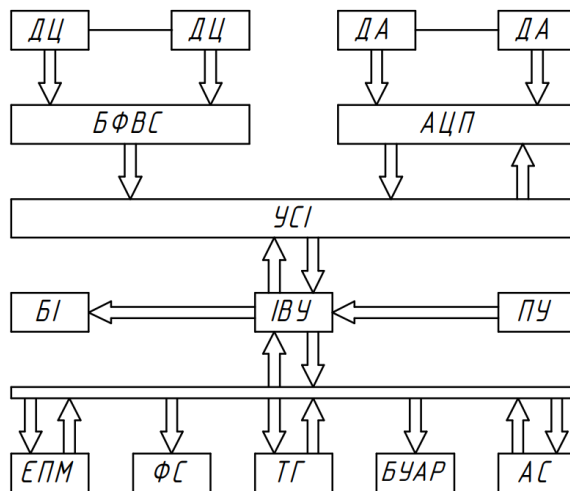 ДЦ ДЦ ДА ДА
БФВС АЦП
УСІ
БІ ІВУ ПУ
ЕПМ ФС ТГ БУАР АС